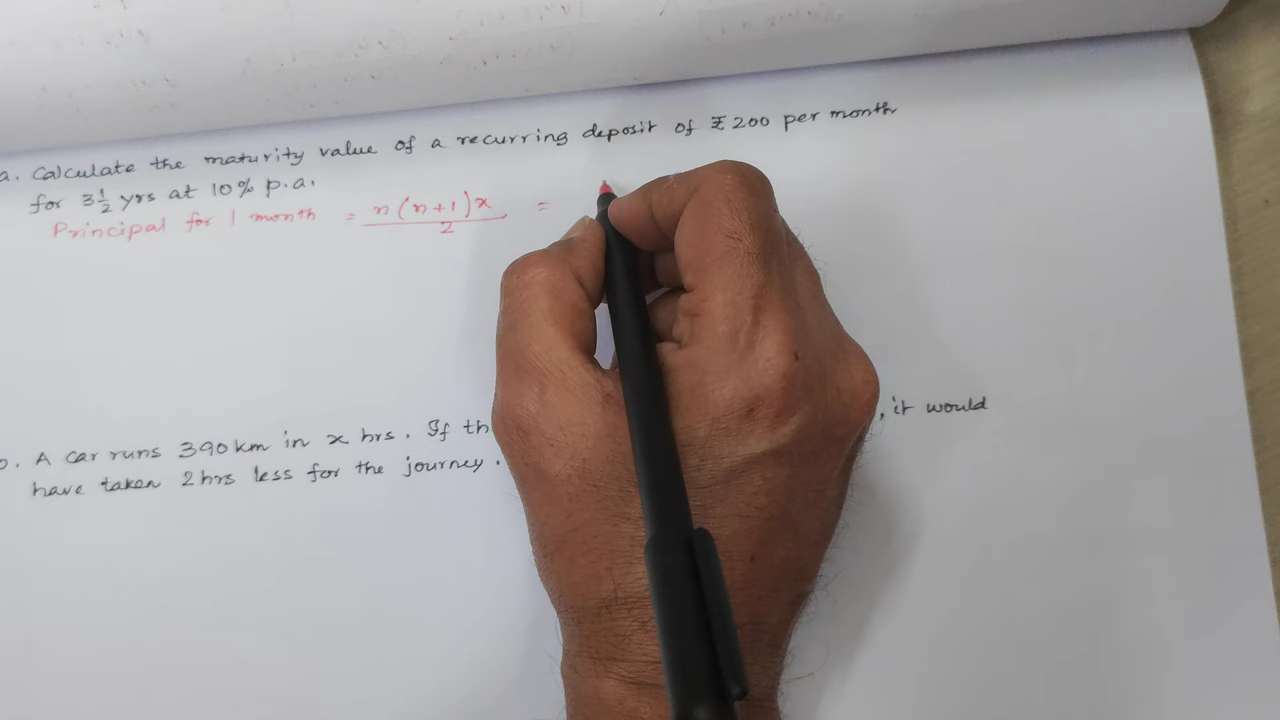 a. Calculate the maturity value of a recurring deposit of ₹200 per month
for 3 1/2 yrs at 10% p.a.
Principal for 1 month = n(n+1)x / 2 =
A car runs 390 km in x hrs. If th , it would
have taken 2 hrs less for the journey.